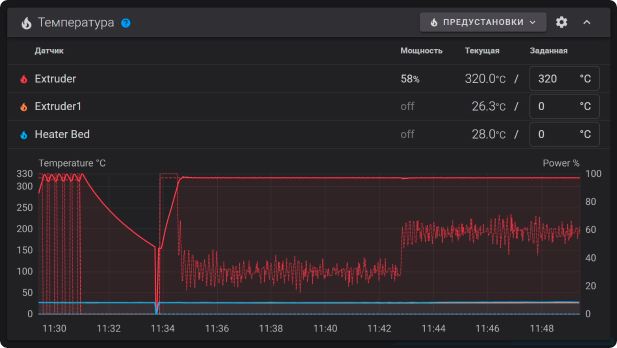 Температура ?
ПРЕДУСТАНОВКИ
Датчик Мощность Текущая Заданная
Extruder 58% 320.0°C / 320 °C
Extruder1 off 26.3°C / 0 °C
Heater Bed off 28.0°C / 0 °C
Temperature °C Power %
330
300
250
200
150
100
50
0
100
80
60
40
20
0
11:30 11:32 11:34 11:36 11:38 11:40 11:42 11:44 11:46 11:48